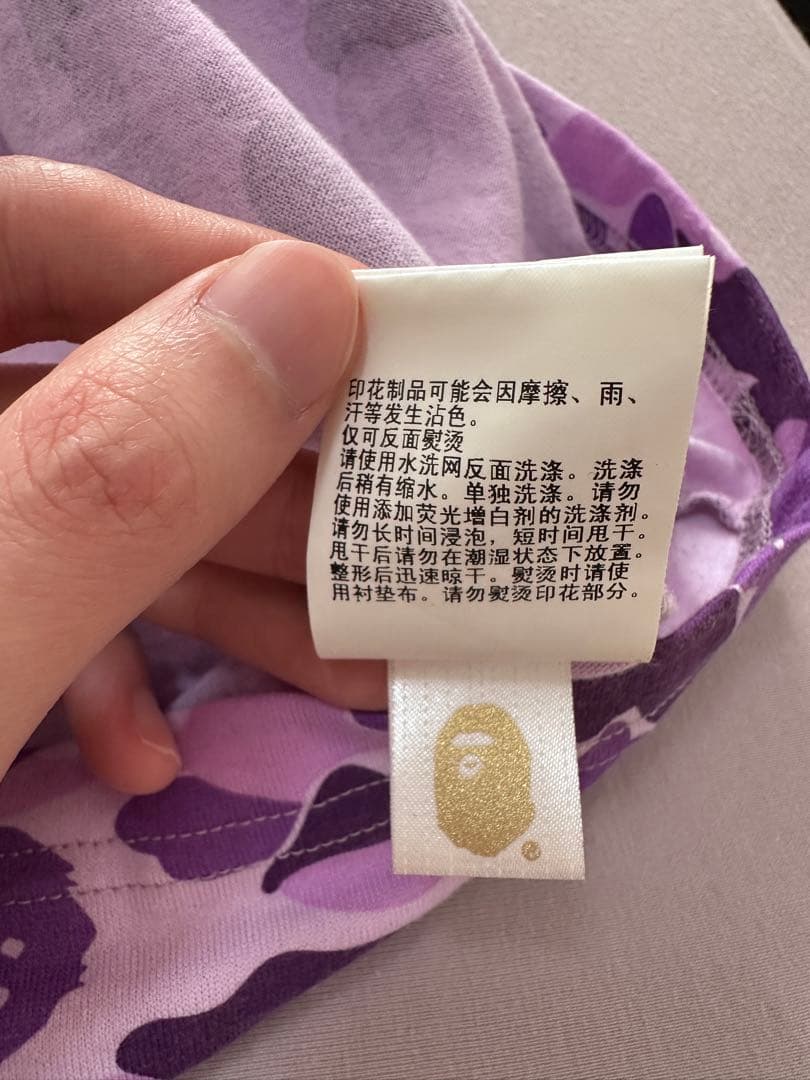 印花制品可能会因摩擦、雨、
汗等发生沾色。
仅可反面熨烫
请使用水洗网反面洗涤。洗涤
后稍有缩水。单独洗涤。请勿
使用添加荧光增白剂的洗涤剂。
请勿长时间浸泡，短时间甩干。
甩干后请勿在潮湿状态下放置。
整形后迅速晾干。熨烫时请使
用衬垫布。请勿熨烫印花部分。
®